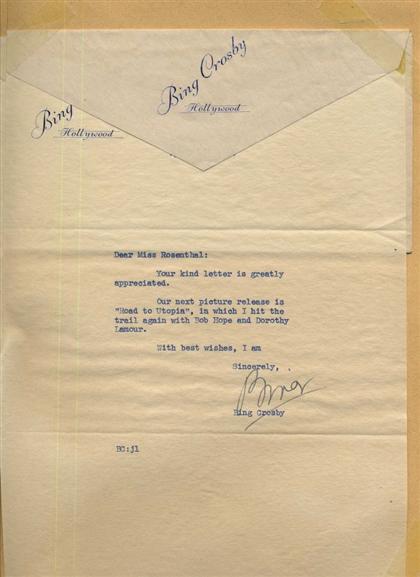 Bing Crosby
Hollywood
Bing
Hollywood
Dear Miss Rosenthal:
Your kind letter is greatly
appreciated.
Our next picture release is
"Road to Utopia", in which I hit the
trail again with Bob Hope and Dorothy
Lamour.
With best wishes, I am
Sincerely,
Bing
Bing Crosby
BC:jl